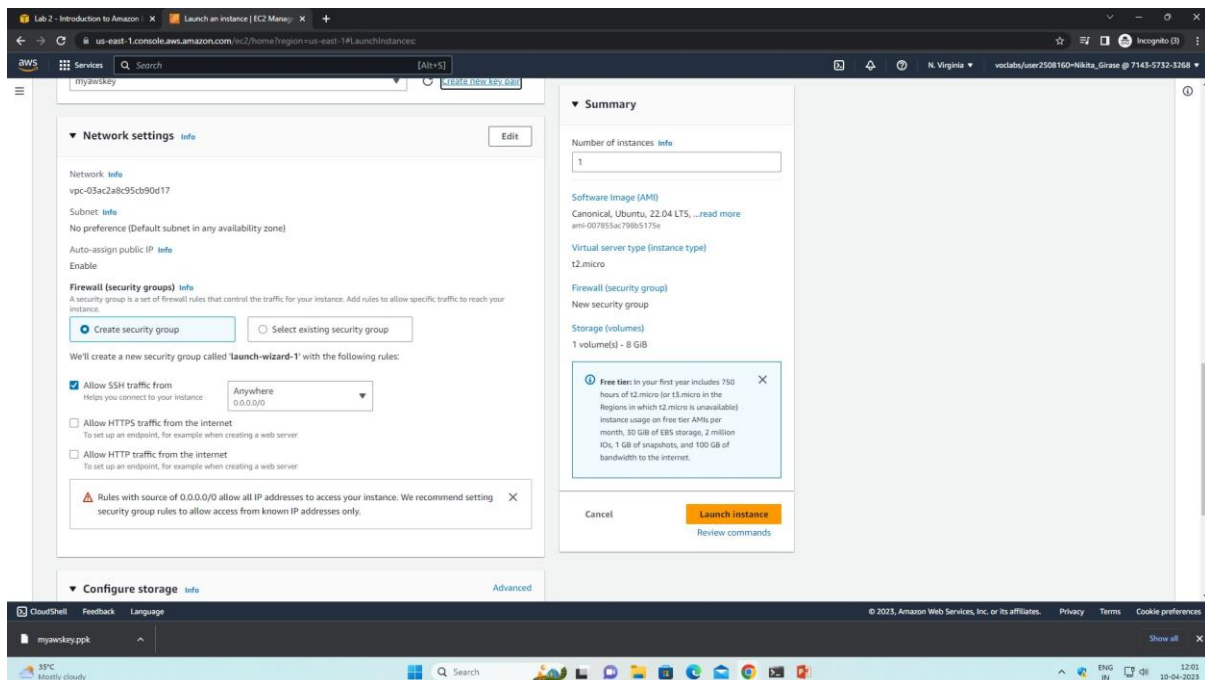 Lab 2 - Introduction to Amazon
Launch an instance | EC2 Manag
us-east-1.console.aws.amazon.com/ec2/home?region=us-east-1#LaunchInstances:
Incognito (3)
aws
Services
Search
[Alt+S]
N. Virginia
voclabs/user2508160=Nikita_Girase @ 7143-5732-3268
myawskey
Create new key pair
Network settings Info
Edit
Network Info
vpc-03ac2a8c95cb90d17
Subnet Info
No preference (Default subnet in any availability zone)
Auto-assign public IP Info
Enable
Firewall (security groups) Info
A security group is a set of firewall rules that control the traffic for your instance. Add rules to allow specific traffic to reach your
instance.
Create security group
Select existing security group
We'll create a new security group called 'launch-wizard-1' with the following rules:
Allow SSH traffic from
Helps you connect to your instance
Anywhere
0.0.0.0/0
Allow HTTPS traffic from the internet
To set up an endpoint, for example when creating a web server
Allow HTTP traffic from the internet
To set up an endpoint, for example when creating a web server
Rules with source of 0.0.0.0/0 allow all IP addresses to access your instance. We recommend setting
security group rules to allow access from known IP addresses only.
Configure storage Info
Advanced
Summary
Number of instances Info
1
Software Image (AMI)
Canonical, Ubuntu, 22.04 LTS, ...read more
ami-007855ac798b5175e
Virtual server type (instance type)
t2.micro
Firewall (security group)
New security group
Storage (volumes)
1 volume(s) - 8 GiB
Free tier: In your first year includes 750
hours of t2.micro (or t3.micro in the
Regions in which t2.micro is unavailable)
instance usage on free tier AMIs per
month, 30 GiB of EBS storage, 2 million
IOs, 1 GB of snapshots, and 100 GB of
bandwidth to the internet.
Cancel
Launch instance
Review commands
CloudShell
Feedback
Language
© 2023, Amazon Web Services, Inc. or its affiliates.
Privacy
Terms
Cookie preferences
myawskey.ppk
Show all
35°C
Mostly cloudy
Search
ENG
IN
12:01
10-04-2023